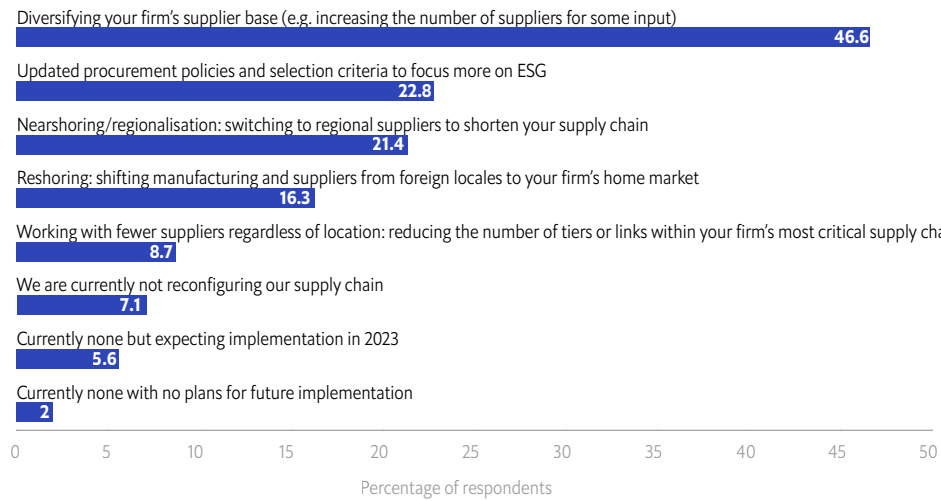 Diversifying your firm's supplier base (e.g. increasing the number of suppliers for some input)
46.6
Updated procurement policies and selection criteria to focus more on ESG
22.8
Nearshoring/regionalisation: switching to regional suppliers to shorten your supply chain
21.4
Reshoring: shifting manufacturing and suppliers from foreign locales to your firm's home market
16.3
Working with fewer suppliers regardless of location: reducing the number of tiers or links within your firm's most critical supply
8.7
We are currently not reconfiguring our supply chain
7.1
Currently none but expecting implementation in 2023
5.6
Currently none with no plans for future implementation
2
0 5 10 15 20 25 30 35 40 45 50
Percentage of respondents